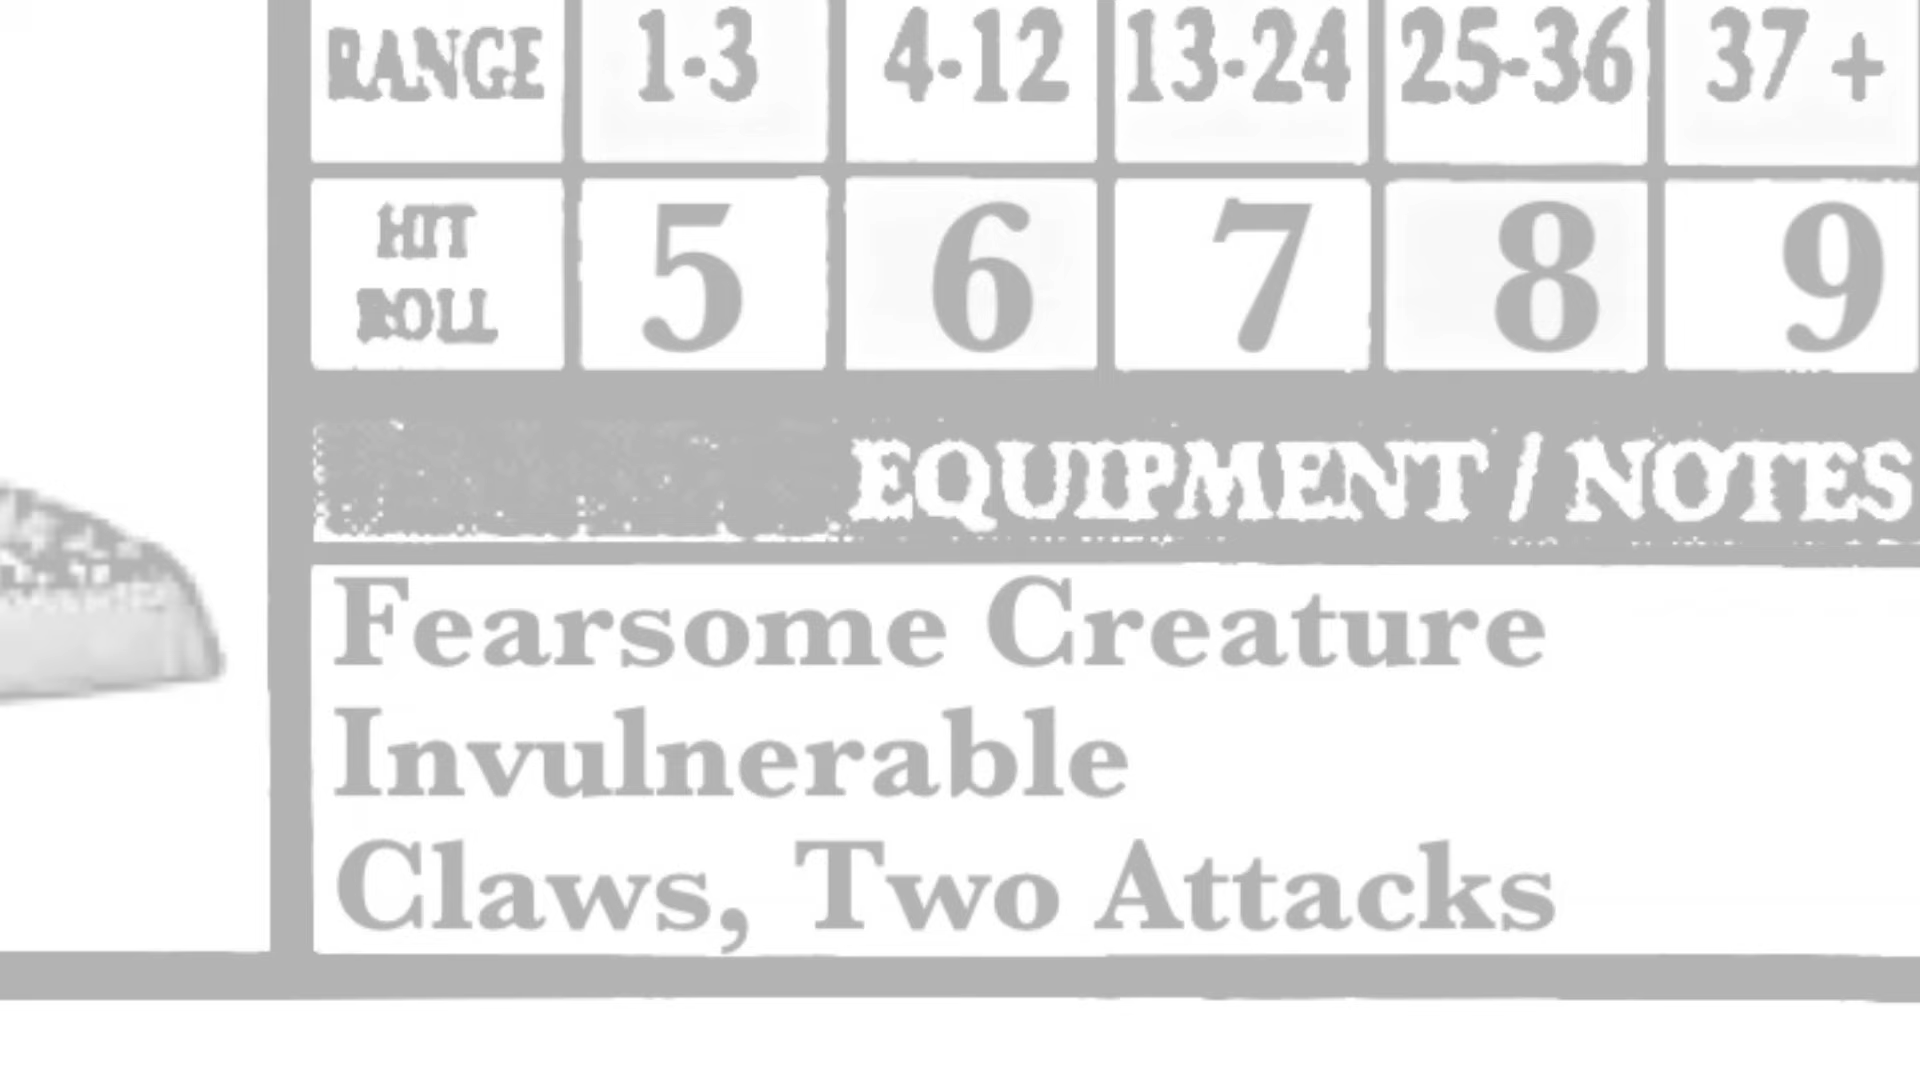 RANGE 1-3 4-12 13-24 25-36 37 +
HIT ROLL 5 6 7 8 9
EQUIPMENT / NOTES
Fearsome Creature
Invulnerable
Claws, Two Attacks